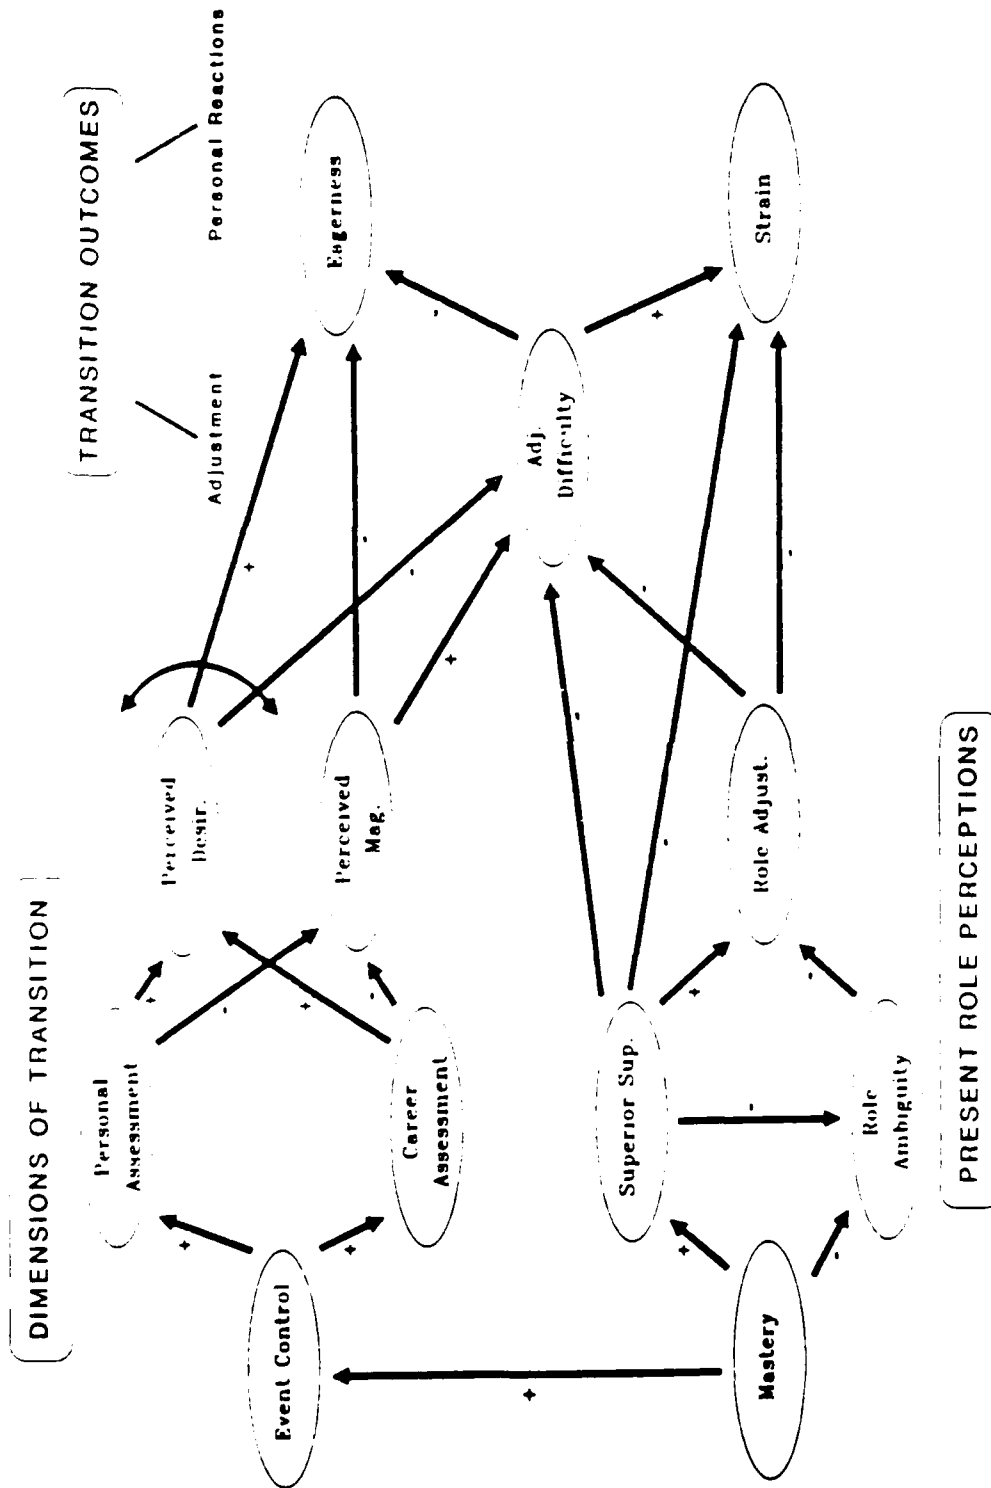 DIMENSIONS OF TRANSITION
TRANSITION OUTCOMES
Adjustment
Personal Reactions
Personal
Assessment
Perceived
Desir.
Event Control
Career
Assessment
Perceived
Mag.
Eagerness
Adj.
Difficulty
Superior Sup.
Mastery
Role
Ambiguity
Role Adjust.
Strain
PRESENT ROLE PERCEPTIONS
+
+
+
+
-
+
-
+
-
-
+
-
+
+
-
-
+
-
-
-
-
-